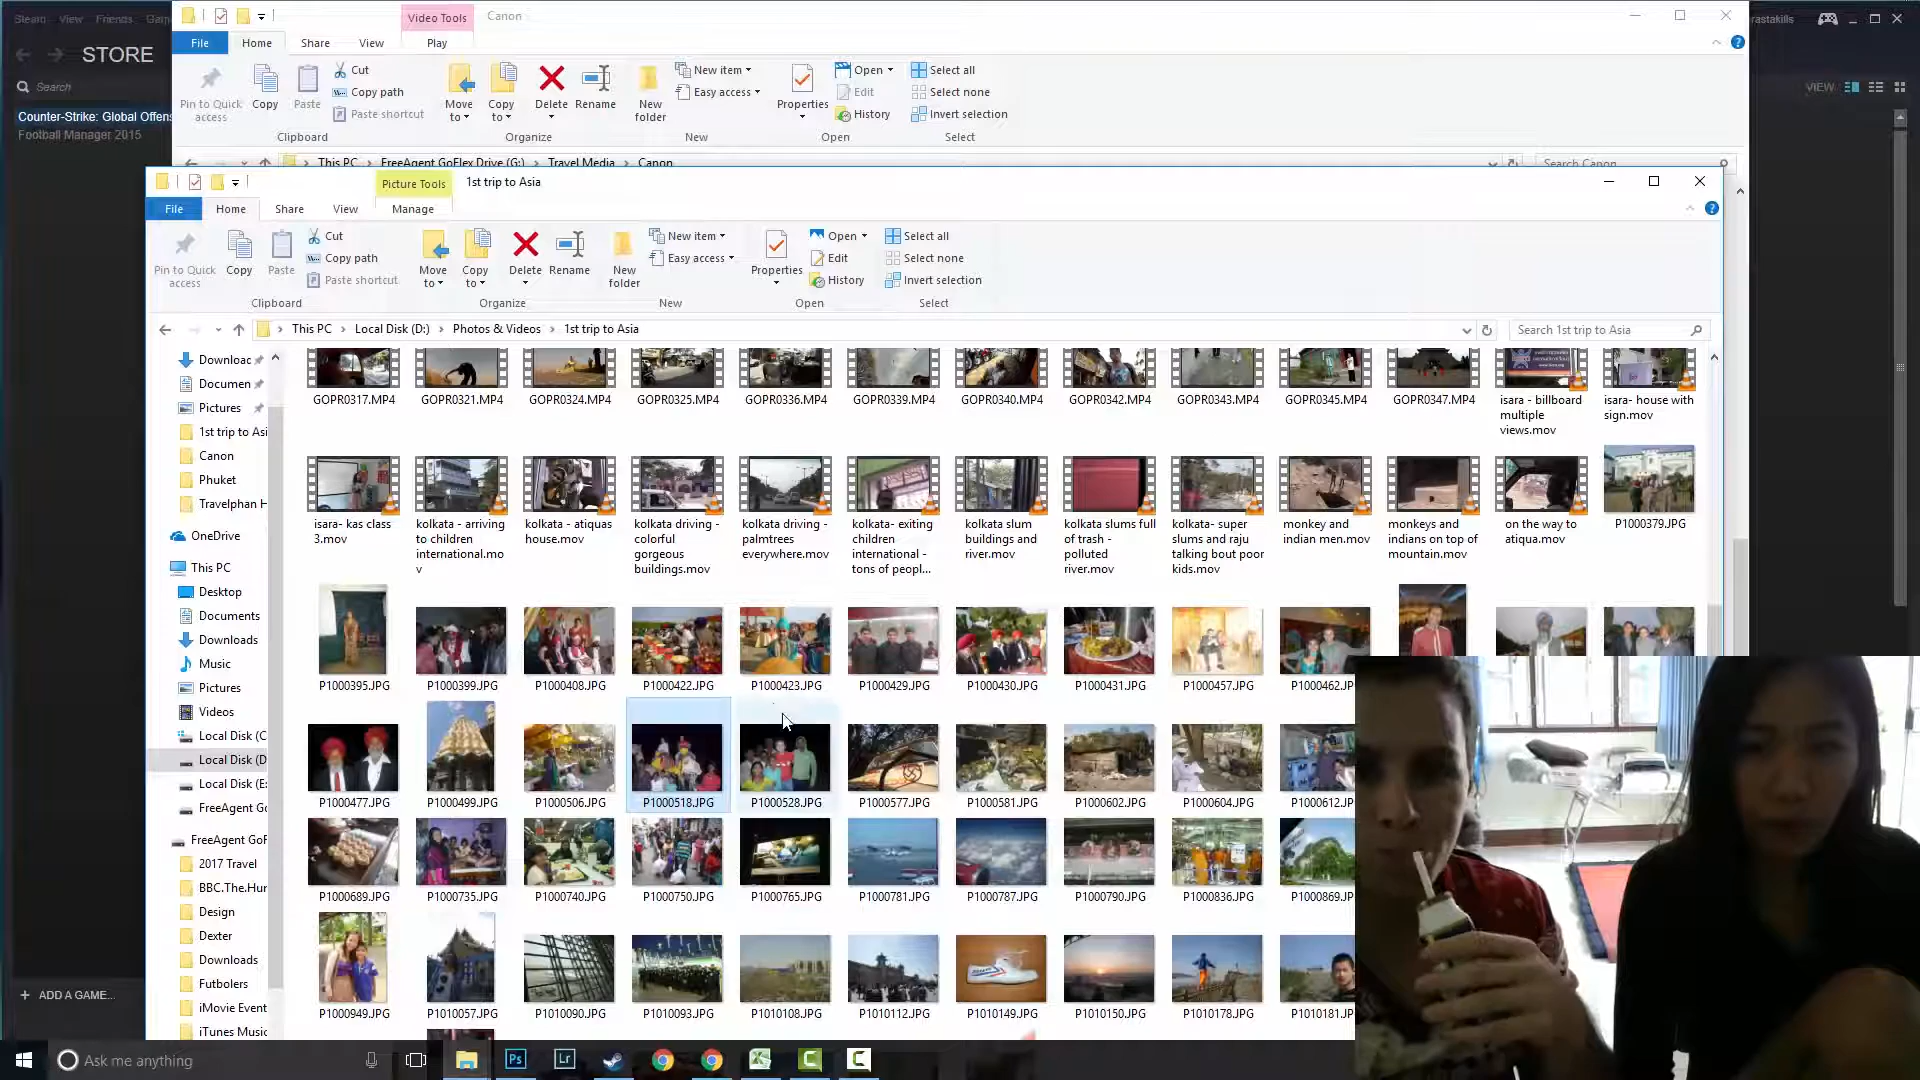 Steam View Friends
STORE
Search
Counter-Strike: Global Offens
Football Manager 2015
ADD A GAME...
rastakills
VIEW
Video Tools
Canon
File Home Share View Play
Pin to Quick access
Copy
Paste
Cut
Copy path
Paste shortcut
Clipboard
Move to
Copy to
Delete
Rename
Organize
New folder
New item
Easy access
New
Properties
Open
Edit
History
Open
Select all
Select none
Invert selection
Select
This PC FreeAgent GoFlex Drive (G:) Travel Media Canon
Search Canon
Picture Tools
1st trip to Asia
File Home Share View Manage
Pin to Quick access
Copy
Paste
Cut
Copy path
Paste shortcut
Clipboard
Move to
Copy to
Delete
Rename
Organize
New folder
New item
Easy access
New
Properties
Open
Edit
History
Open
Select all
Select none
Invert selection
Select
This PC Local Disk (D:) Photos & Videos 1st trip to Asia
Search 1st trip to Asia
Downloac
Documen
Pictures
1st trip to Asi
Canon
Phuket
Travelphan H
OneDrive
This PC
Desktop
Documents
Downloads
Music
Pictures
Videos
Local Disk (C
Local Disk (D
Local Disk (E:
FreeAgent Go
FreeAgent GoF
2017 Travel
BBC.The.Hur
Design
Dexter
Downloads
Futbolers
iMovie Event
iTunes Music
GOPR0317.MP4 GOPR0321.MP4 GOPR0324.MP4 GOPR0325.MP4 GOPR0336.MP4 GOPR0339.MP4 GOPR0340.MP4 GOPR0342.MP4 GOPR0343.MP4 GOPR0345.MP4 GOPR0347.MP4
isara - billboard
multiple
views.mov
isara- house with
sign.mov
isara- kas class
3.mov
kolkata - arriving
to children
international.mo
v
kolkata - atiquas
house.mov
kolkata driving -
colorful
gorgeous
buildings.mov
kolkata driving -
palmtrees
everywhere.mov
kolkata- exiting
children
international -
tons of peopl...
kolkata slum
buildings and
river.mov
kolkata slums full
of trash -
polluted
river.mov
kolkata- super
slums and raju
talking bout poor
kids.mov
monkey and
indian men.mov
monkeys and
indians on top of
mountain.mov
on the way to
atiqua.mov
P1000379.JPG
P1000395.JPG P1000399.JPG P1000408.JPG P1000422.JPG P1000423.JPG P1000429.JPG P1000430.JPG P1000431.JPG P1000457.JPG P1000462.JP
P1000477.JPG P1000499.JPG P1000506.JPG P1000518.JPG P1000528.JPG P1000577.JPG P1000581.JPG P1000602.JPG P1000604.JPG P1000612.JP
P1000689.JPG P1000735.JPG P1000740.JPG P1000750.JPG P1000765.JPG P1000781.JPG P1000787.JPG P1000790.JPG P1000836.JPG P1000869.JP
P1000949.JPG P1010057.JPG P1010090.JPG P1010093.JPG P1010108.JPG P1010112.JPG P1010149.JPG P1010150.JPG P1010178.JPG P1010181.JP
Ask me anything
Ps
Lr